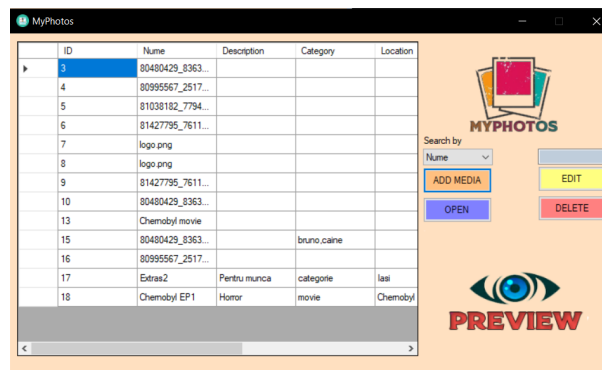 MyPhotos
ID Nume Description Category Location
3 80480429_8363...
4 80995567_2517...
5 81038182_7794...
6 81427795_7611...
7 logo.png
8 logo.png
9 81427795_7611...
10 80480429_8363...
13 Chernobyl movie
15 80480429_8363... bruno,caine
16 80995567_2517...
17 Extras2 Pentru munca categorie Iasi
18 Chernobyl EP1 Horror movie Chernobyl
MYPHOTOS
Search by
Nume
ADD MEDIA EDIT
OPEN DELETE
PREVIEW